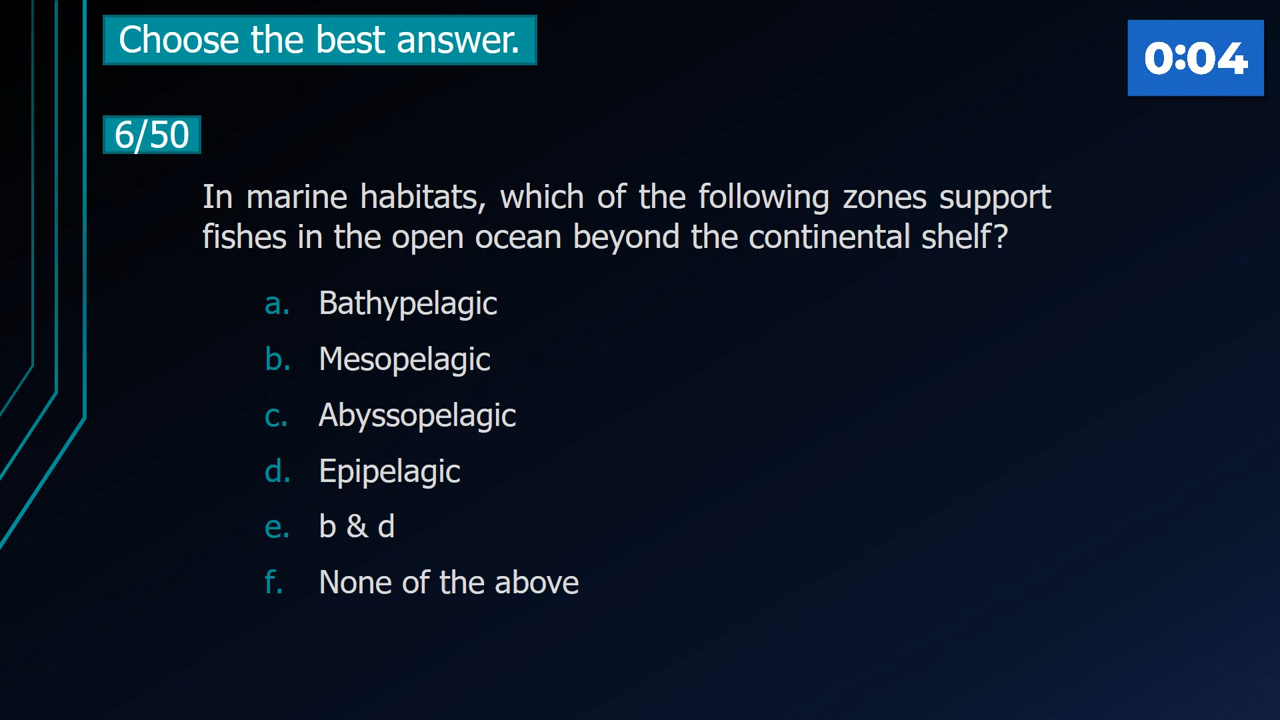 Choose the best answer.
0:04
6/50
In marine habitats, which of the following zones support
fishes in the open ocean beyond the continental shelf?
a. Bathypelagic
b. Mesopelagic
c. Abyssopelagic
d. Epipelagic
e. b & d
f. None of the above